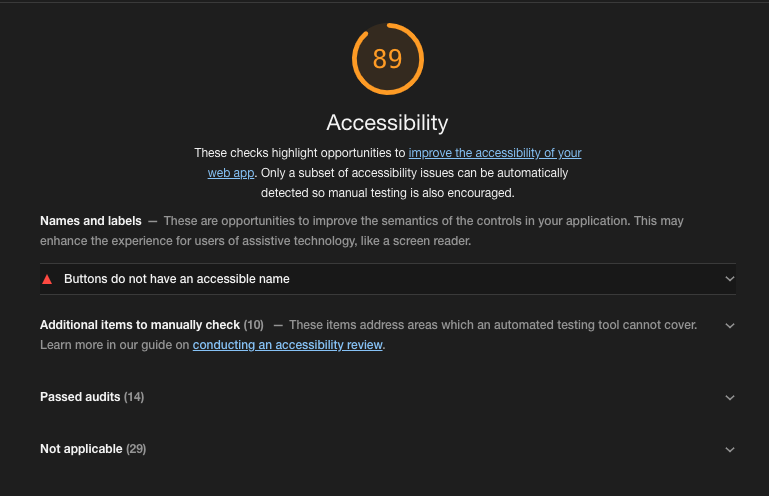 89
Accessibility
These checks highlight opportunities to improve the accessibility of your
web app. Only a subset of accessibility issues can be automatically
detected so manual testing is also encouraged.
Names and labels — These are opportunities to improve the semantics of the controls in your application. This may
enhance the experience for users of assistive technology, like a screen reader.
Buttons do not have an accessible name
Additional items to manually check (10) — These items address areas which an automated testing tool cannot cover.
Learn more in our guide on conducting an accessibility review.
Passed audits (14)
Not applicable (29)